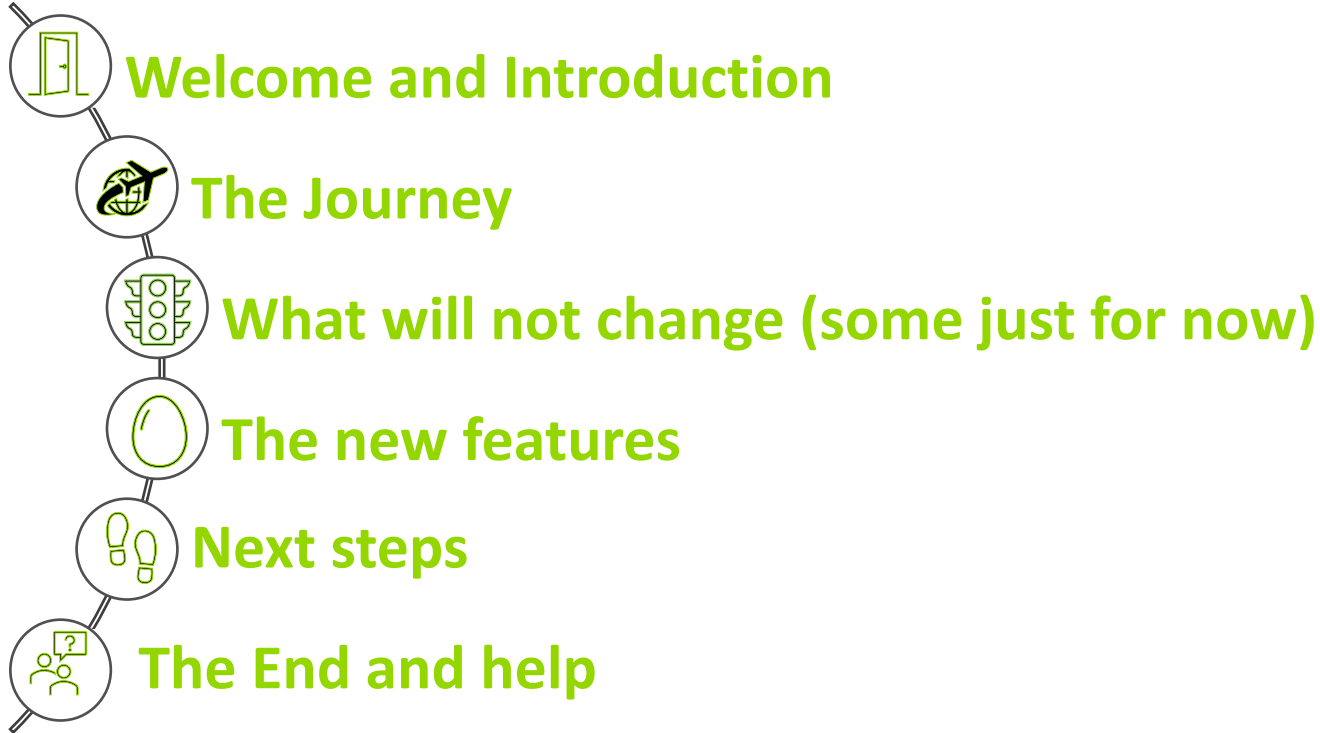 Welcome and Introduction
The Journey
What will not change (some just for now)
The new features
Next steps
?
The End and help